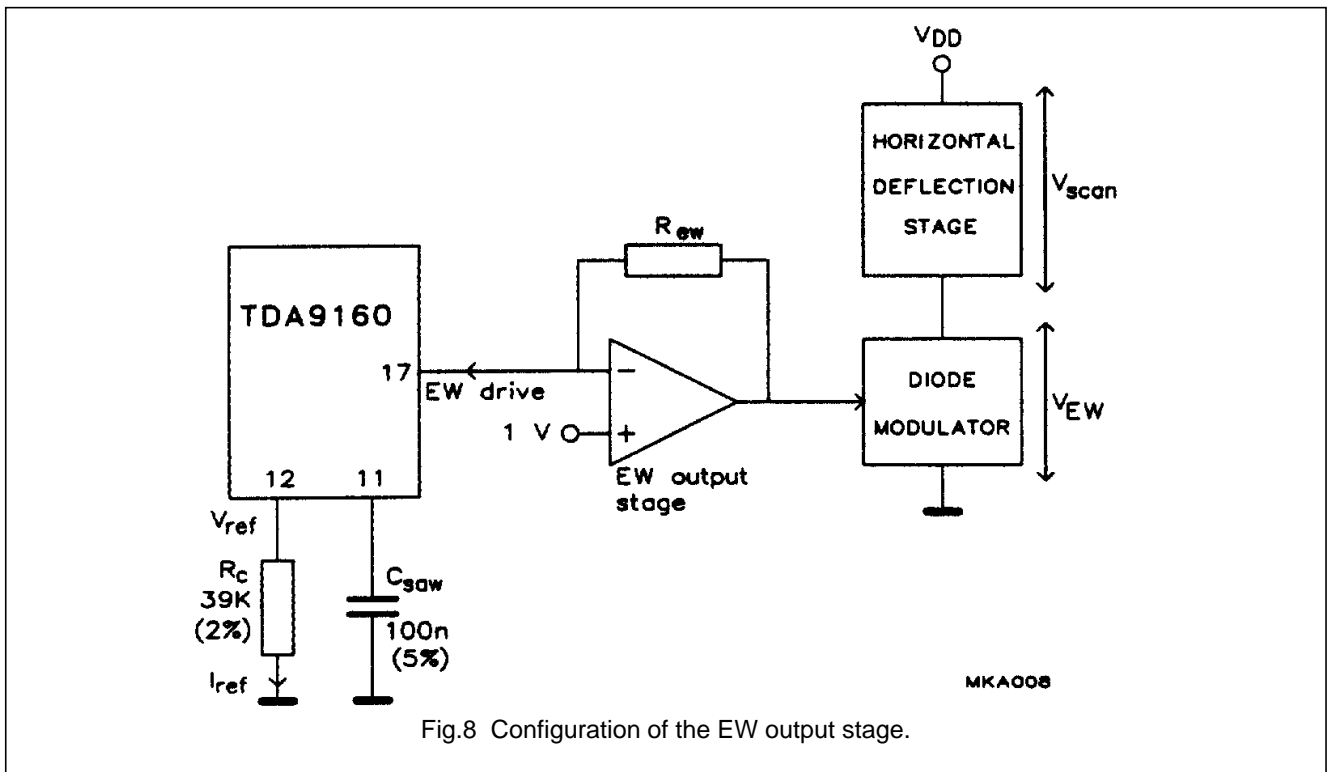 VDD
HORIZONTAL
DEFLECTION
STAGE
Vscan
Rew
TDA9160
17
EW drive
1 V
EW output
stage
DIODE
MODULATOR
VEW
12
11
Vref
Rc
39K
(2%)
Iref
Csaw
100n
(5%)
MKA008
Fig.8 Configuration of the EW output stage.